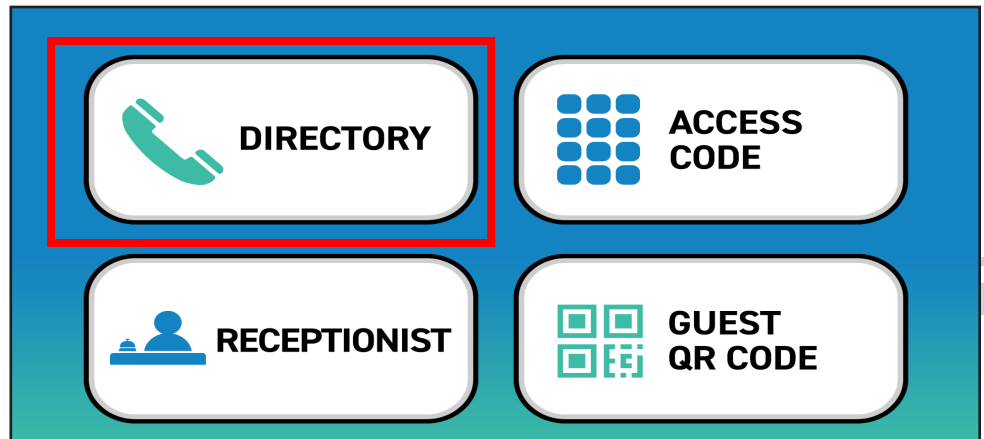 DIRECTORY
ACCESS
CODE
RECEPTIONIST
GUEST
QR CODE